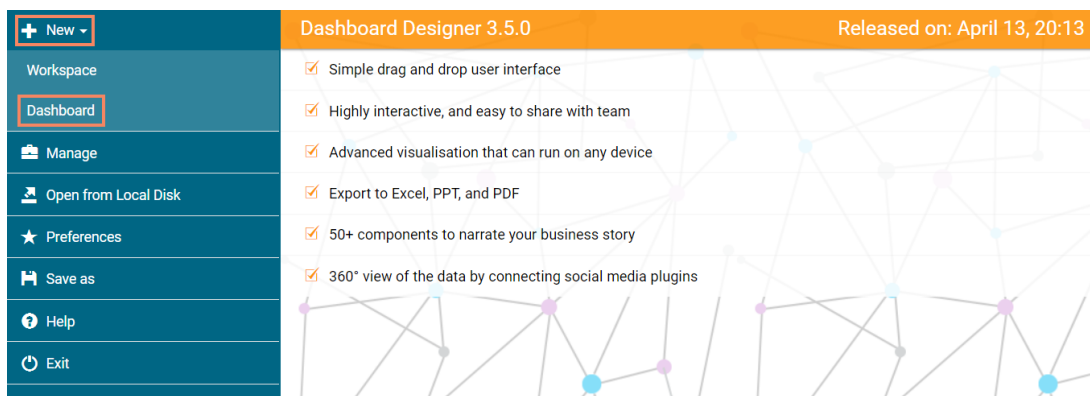 New
Workspace
Dashboard
Manage
Open from Local Disk
Preferences
Save as
Help
Exit
Dashboard Designer 3.5.0
Released on: April 13, 20:13
Simple drag and drop user interface
Highly interactive, and easy to share with team
Advanced visualisation that can run on any device
Export to Excel, PPT, and PDF
50+ components to narrate your business story
360° view of the data by connecting social media plugins